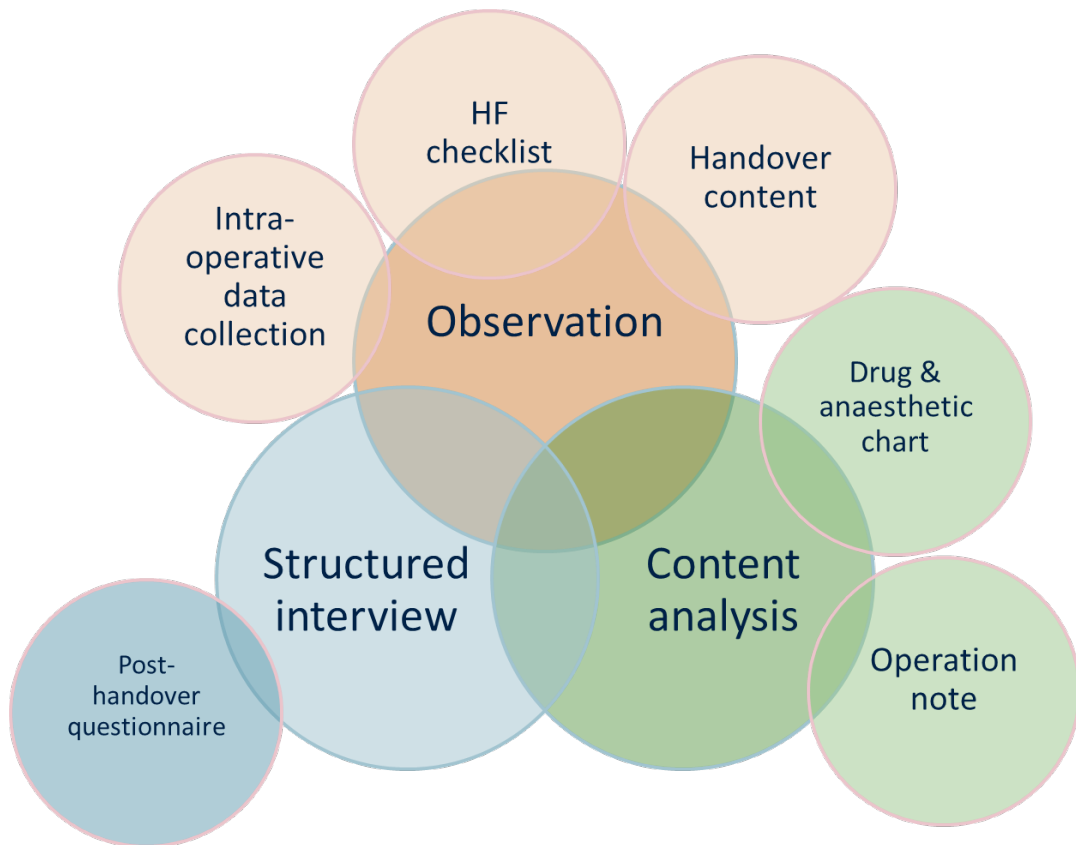 HF
checklist
Handover
content
Intra-
operative
data
collection
Observation
Drug &
anaesthetic
chart
Structured
interview
Content
analysis
Post-
handover
questionnaire
Operation
note